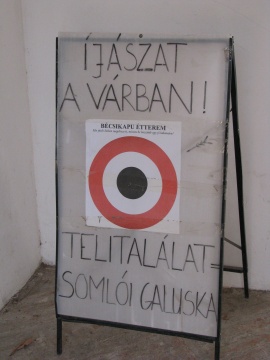 ÍJÁSZAT
A VÁRBAN!
BÉCSIKAPU ÉTTEREM
TELITALÁLAT=
SOMLÓI GALUSKA